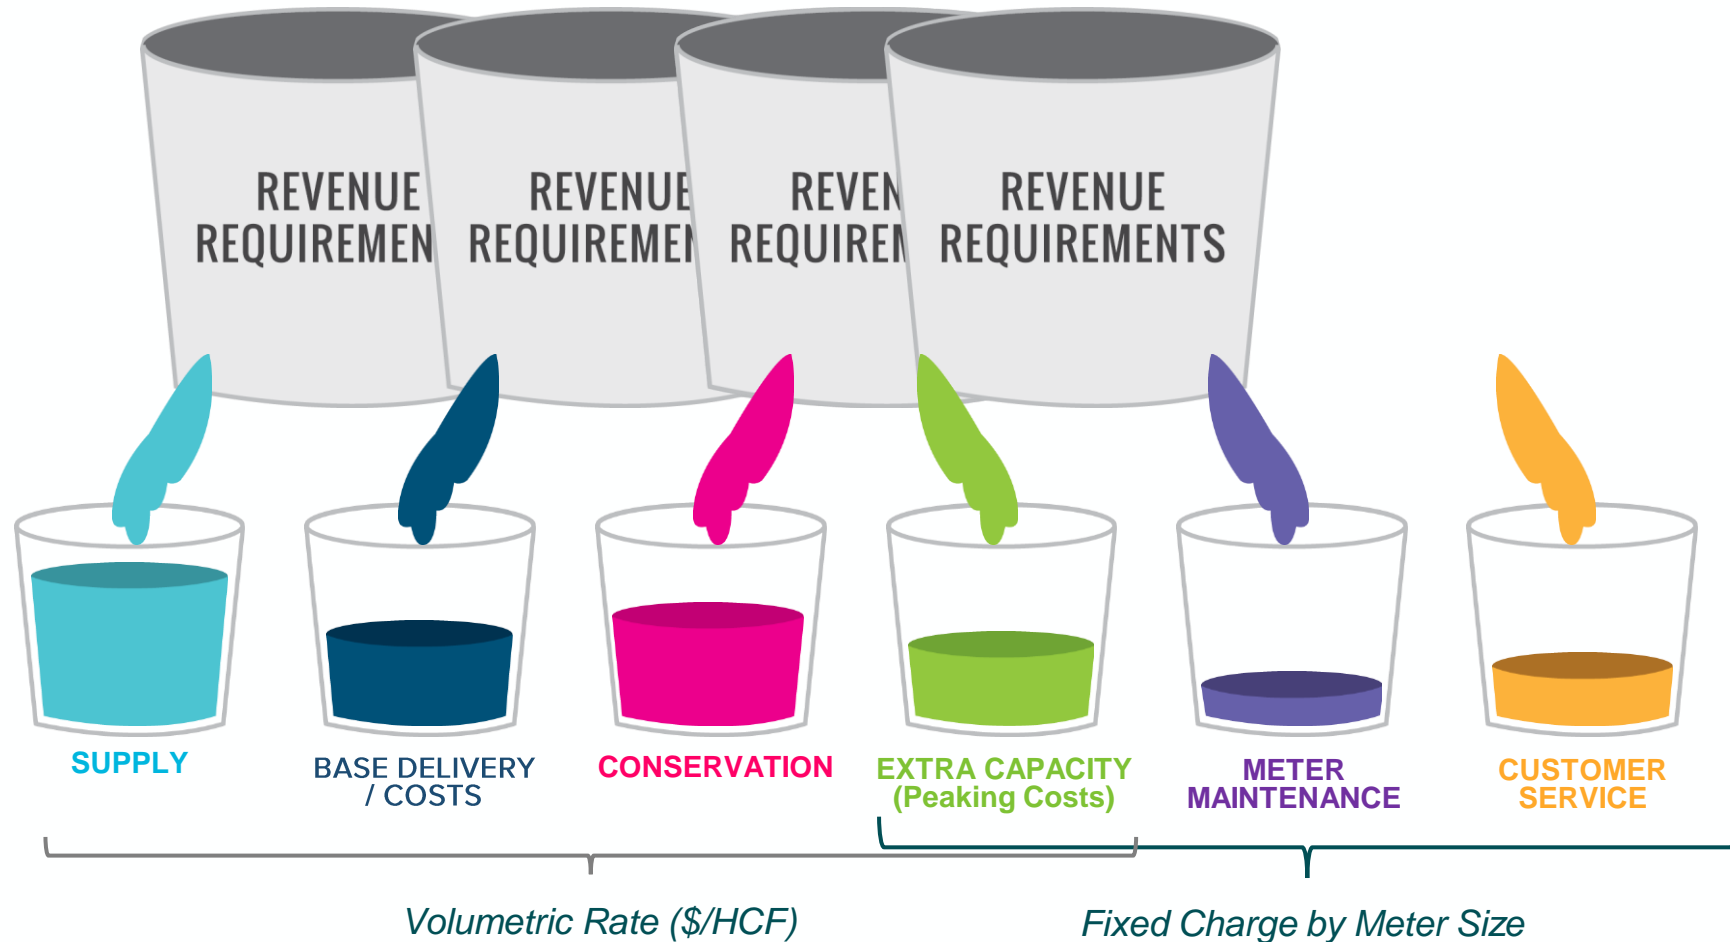 REVENUE
REQUIREMEN
REVENUE
REQUIREMEN
REVEN
REQUIREM
REVENUE
REQUIREMENTS
SUPPLY
BASE DELIVERY
/ COSTS
CONSERVATION
EXTRA CAPACITY
(Peaking Costs)
METER
MAINTENANCE
CUSTOMER
SERVICE
Volumetric Rate ($/HCF)
Fixed Charge by Meter Size